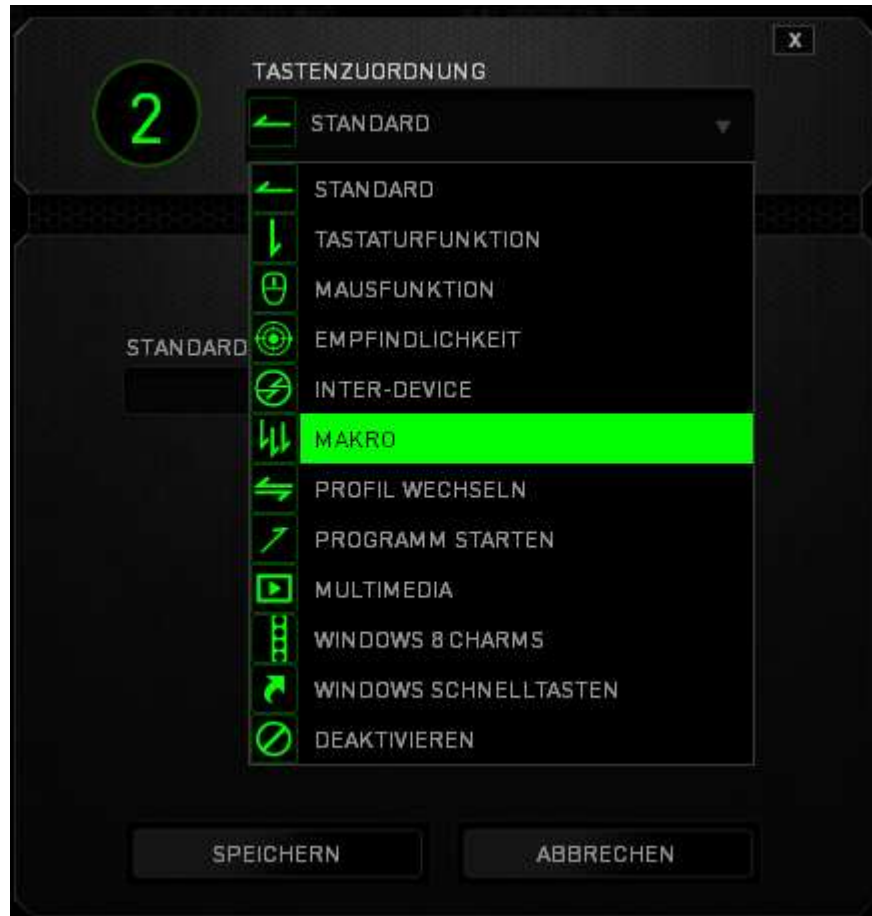 X
TASTENZUORDNUNG
2
STANDARD
STANDARD
TASTATURFUNKTION
MAUSFUNKTION
EMPFINDLICHKEIT
STANDARD
INTER-DEVICE
MAKRO
PROFIL WECHSELN
PROGRAMM STARTEN
MULTIMEDIA
WINDOWS 8 CHARMS
WINDOWS SCHNELLTASTEN
DEAKTIVIEREN
SPEICHERN
ABBRECHEN